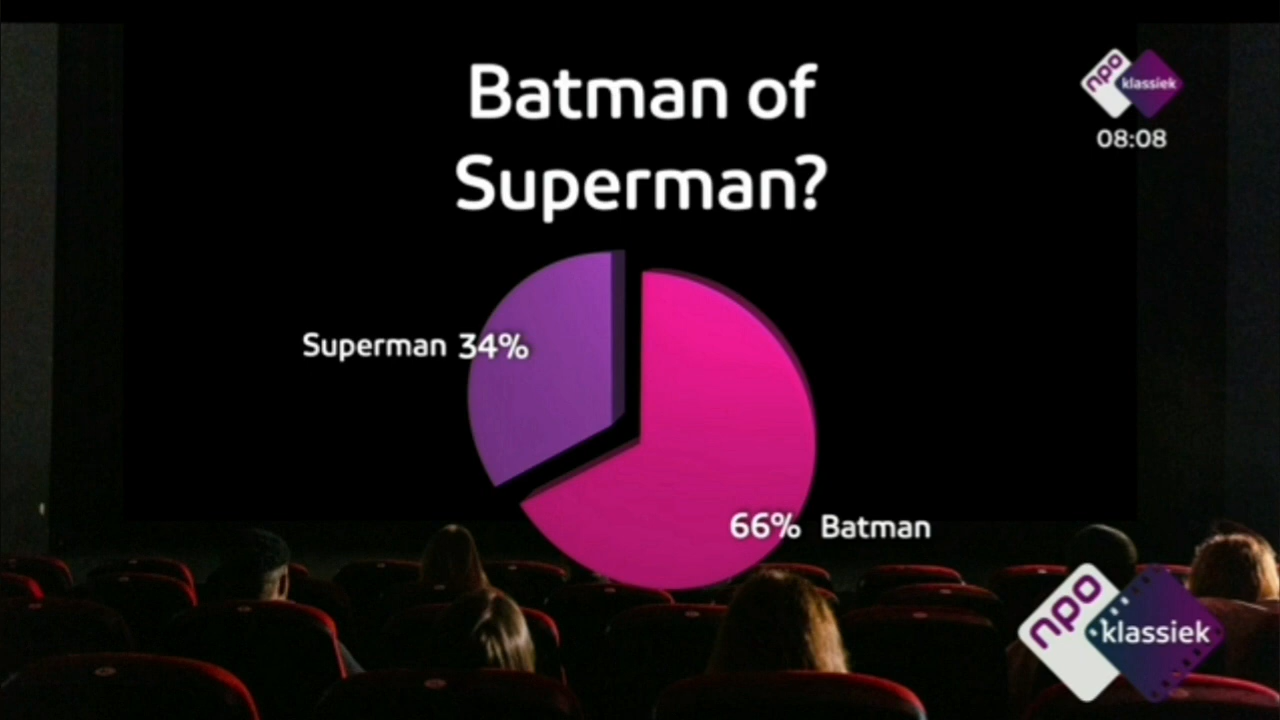 Batman of
Superman?
npo
klassiek
08:08
Superman 34%
66% Batman
npo
klassiek